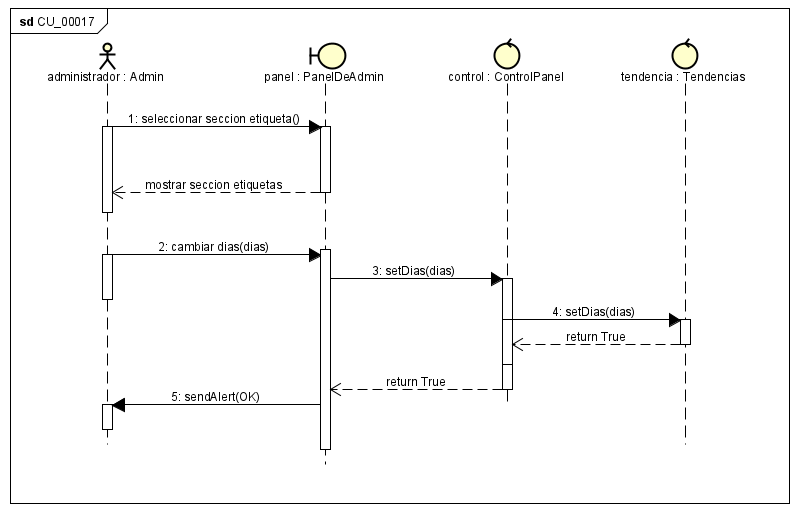 sd CU_00017
administrador : Admin
panel : PanelDeAdmin
control : ControlPanel
tendencia : Tendencias
1: seleccionar seccion etiqueta()
mostrar seccion etiquetas
2: cambiar dias(dias)
3: setDias(dias)
4: setDias(dias)
return True
return True
5: sendAlert(OK)